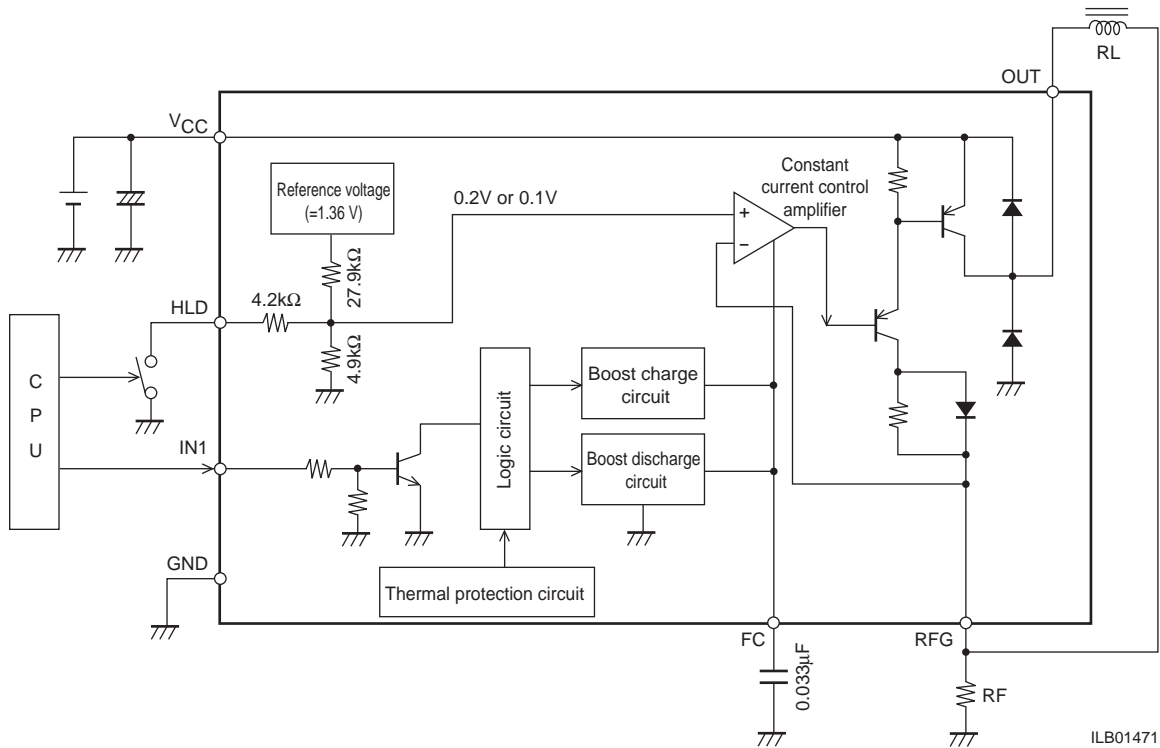 RL
OUT
VCC
Reference voltage
(=1.36 V)
0.2V or 0.1V
Constant
current control
amplifier
+
−
27.9kΩ
HLD
4.2kΩ
4.9kΩ
C
P
U
Logic circuit
Boost charge
circuit
IN1
Boost discharge
circuit
GND
Thermal protection circuit
FC
RFG
0.033µF
RF
ILB01471